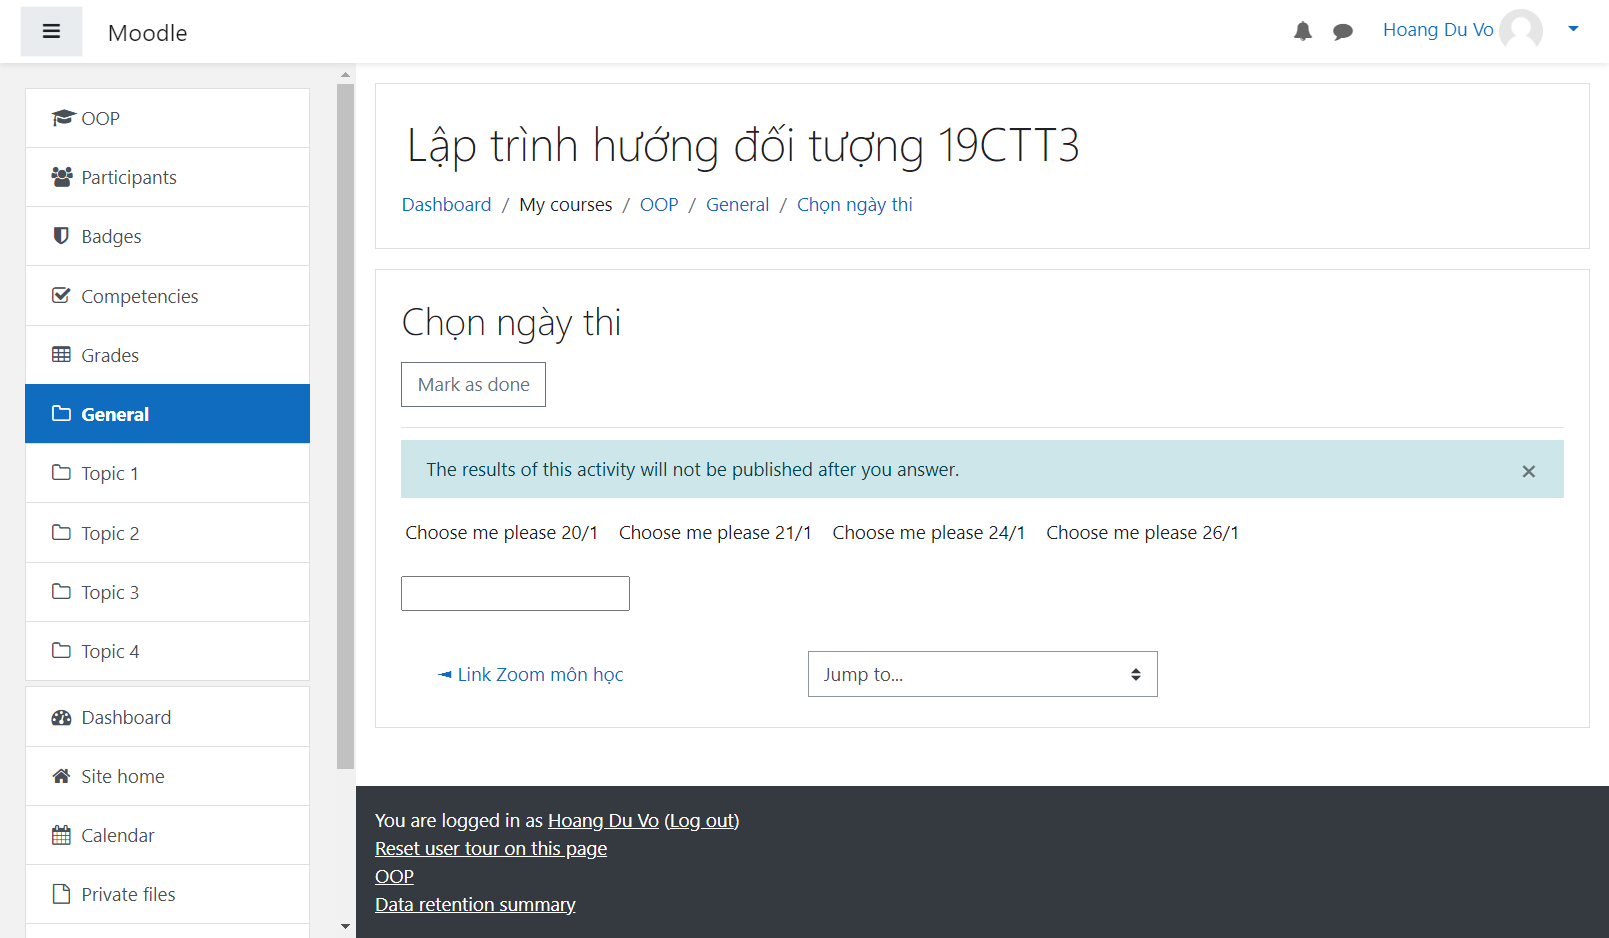 Moodle
Hoang Du Vo
OOP
Participants
Badges
Competencies
Grades
General
Topic 1
Topic 2
Topic 3
Topic 4
Dashboard
Site home
Calendar
Private files
Lập trình hướng đối tượng 19CTT3
Dashboard / My courses / OOP / General / Chọn ngày thi
Chọn ngày thi
Mark as done
The results of this activity will not be published after you answer.
Choose me please 20/1 Choose me please 21/1 Choose me please 24/1 Choose me please 26/1
◄ Link Zoom môn học
Jump to...
You are logged in as Hoang Du Vo (Log out)
Reset user tour on this page
OOP
Data retention summary